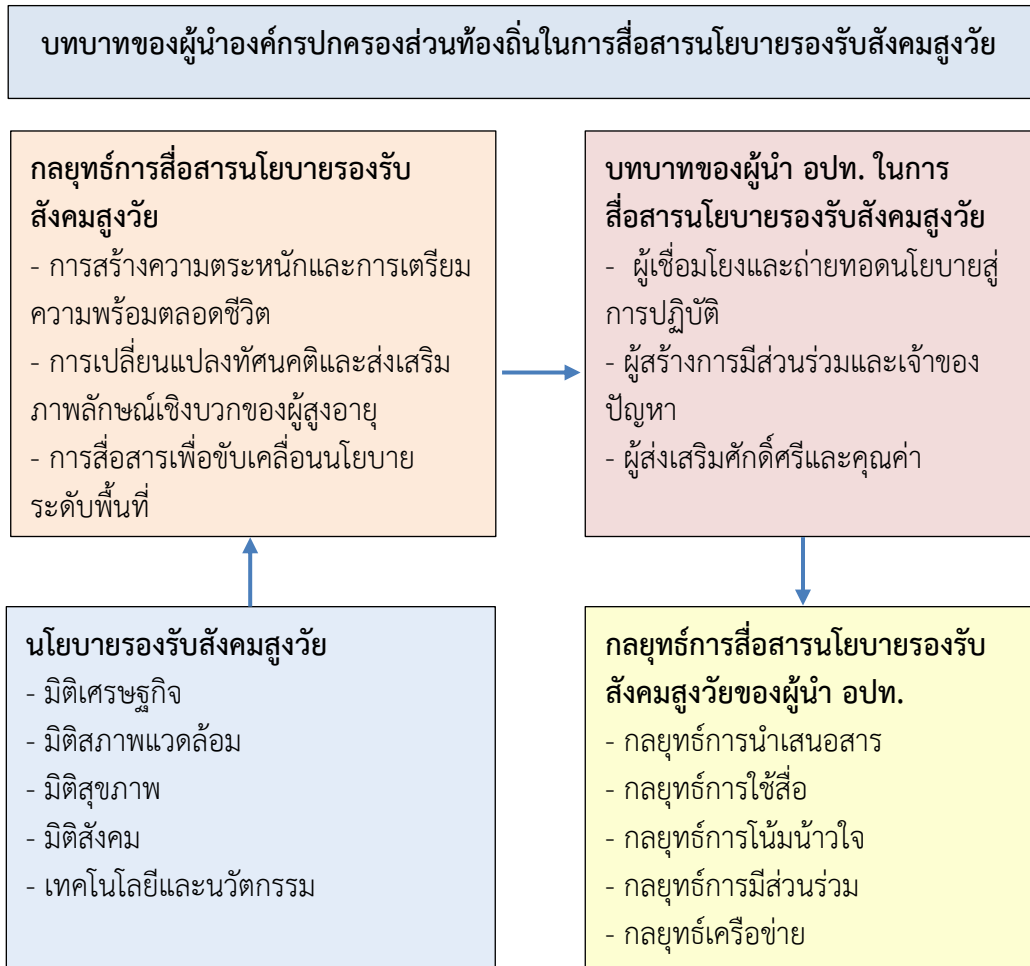 บทบาทของผู้นำองค์กรปกครองส่วนท้องถิ่นในการสื่อสารนโยบายรองรับสังคมสูงวัย
กลยุทธ์การสื่อสารนโยบายรองรับ
สังคมสูงวัย
- การสร้างความตระหนักและการเตรียม
ความพร้อมตลอดชีวิต
- การเปลี่ยนแปลงทัศนคติและส่งเสริม
ภาพลักษณ์เชิงบวกของผู้สูงอายุ
- การสื่อสารเพื่อขับเคลื่อนนโยบาย
ระดับพื้นที่
บทบาทของผู้นำ อปท. ในการ
สื่อสารนโยบายรองรับสังคมสูงวัย
- ผู้เชื่อมโยงและถ่ายทอดนโยบายสู่
การปฏิบัติ
- ผู้สร้างการมีส่วนร่วมและเจ้าของ
ปัญหา
- ผู้ส่งเสริมศักดิ์ศรีและคุณค่า
นโยบายรองรับสังคมสูงวัย
- มิติเศรษฐกิจ
- มิติสภาพแวดล้อม
- มิติสุขภาพ
- มิติสังคม
- เทคโนโลยีและนวัตกรรม
กลยุทธ์การสื่อสารนโยบายรองรับ
สังคมสูงวัยของผู้นำ อปท.
- กลยุทธ์การนำเสนอสาร
- กลยุทธ์การใช้สื่อ
- กลยุทธ์การโน้มน้าวใจ
- กลยุทธ์การมีส่วนร่วม
- กลยุทธ์เครือข่าย